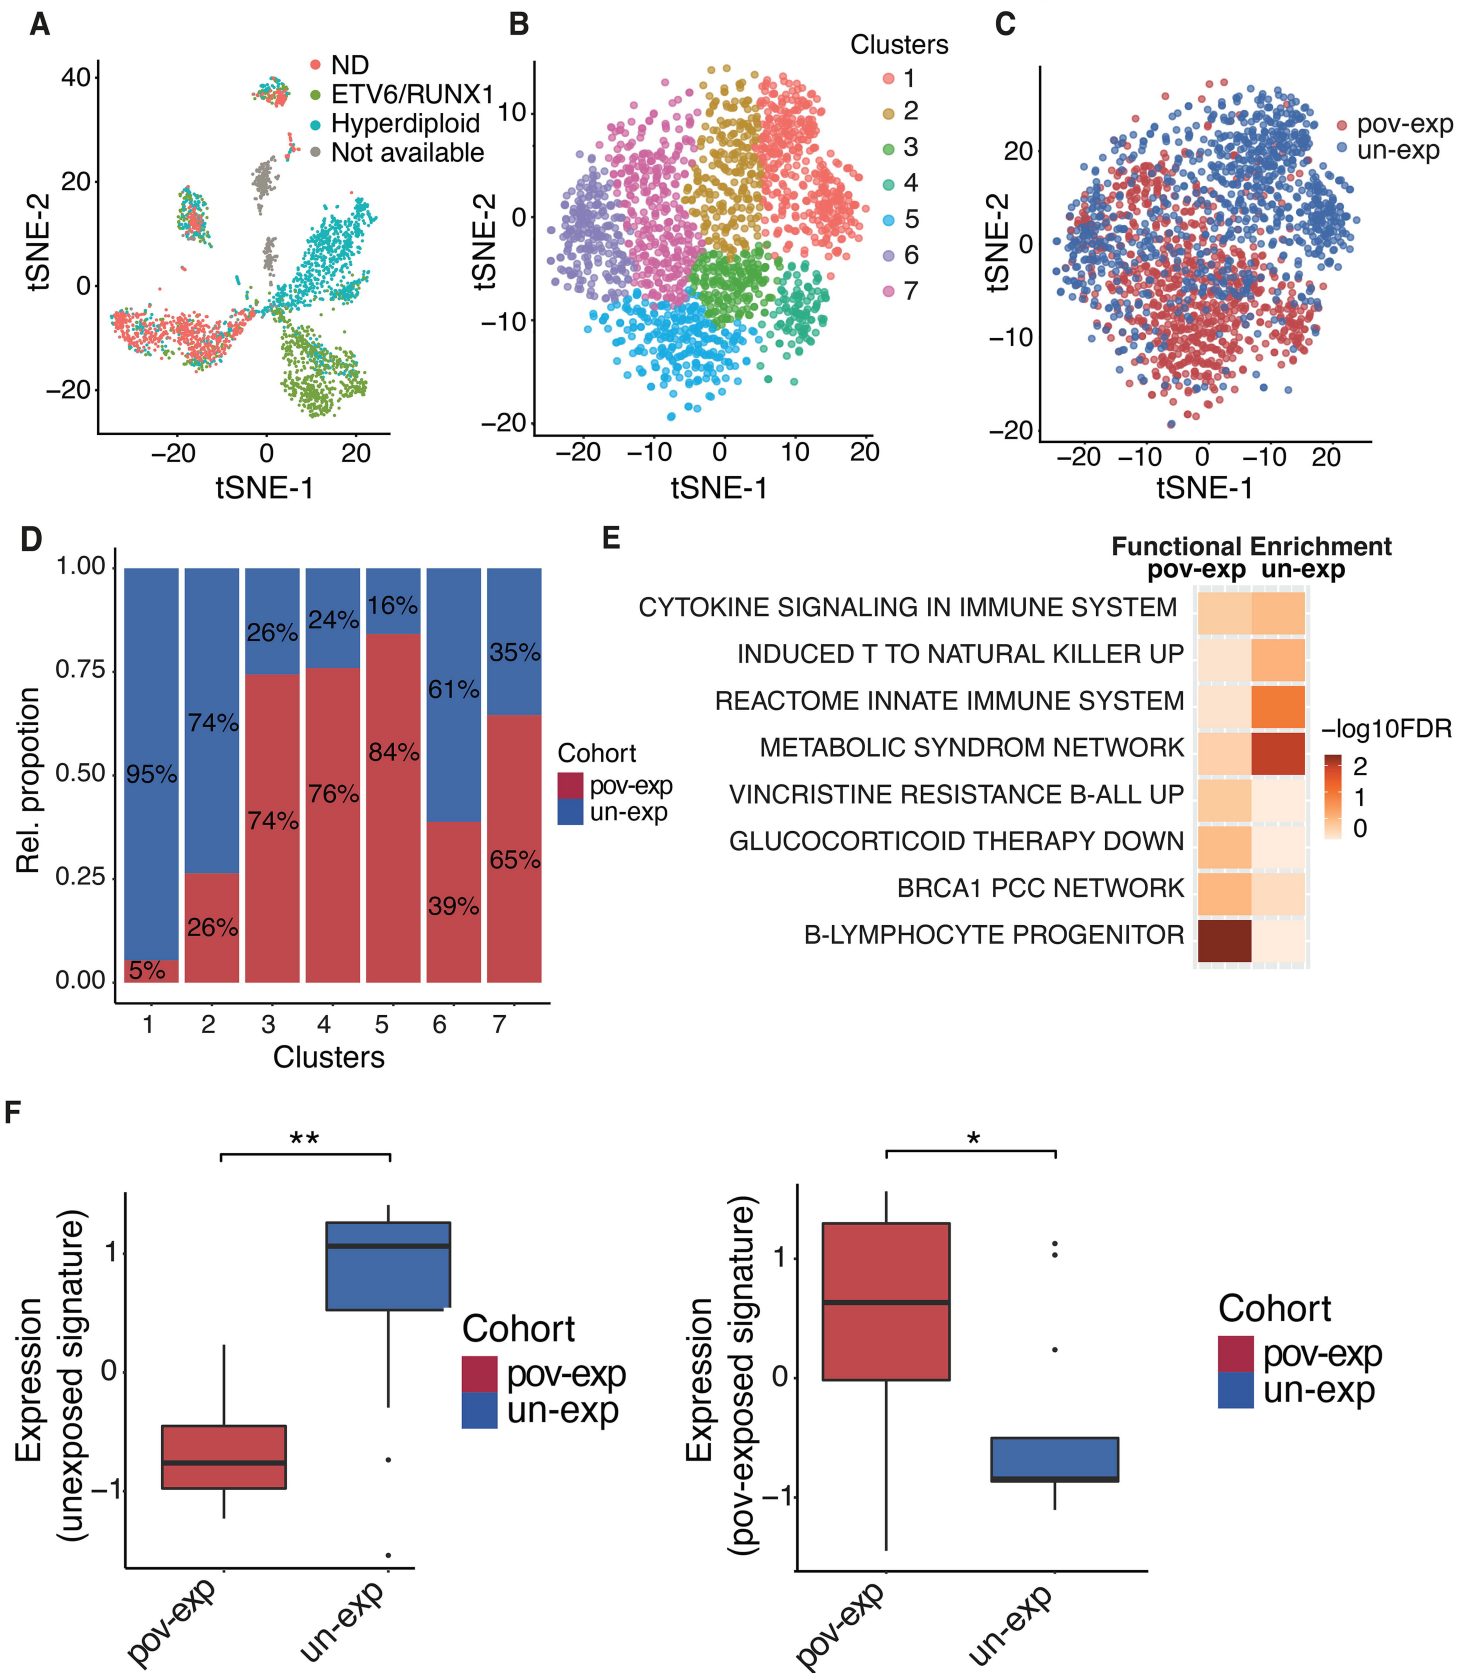 A
ND
ETV6/RUNX1
Hyperdiploid
Not available
40
20
0
−20
tSNE-2
−20 0 20
tSNE-1
B
Clusters
1
2
3
4
5
6
7
10
0
−10
−20
tSNE-2
−20 −10 0 10 20
tSNE-1
C
pov-exp
un-exp
20
0
−10
−20
tSNE-2
−20 −10 0 −10 20
tSNE-1
D
1.00
0.75
0.50
0.25
0.00
Rel. propotion
95%
5%
74%
26%
26%
74%
24%
76%
16%
84%
61%
39%
35%
65%
1 2 3 4 5 6 7
Clusters
Cohort
pov-exp
un-exp
E
Functional Enrichment
pov-exp un-exp
CYTOKINE SIGNALING IN IMMUNE SYSTEM
INDUCED T TO NATURAL KILLER UP
REACTOME INNATE IMMUNE SYSTEM
METABOLIC SYNDROM NETWORK
VINCRISTINE RESISTANCE B-ALL UP
GLUCOCORTICOID THERAPY DOWN
BRCA1 PCC NETWORK
B-LYMPHOCYTE PROGENITOR
−log10FDR
2
1
0
F
**
1
0
−1
Expression
(unexposed signature)
pov-exp
un-exp
Cohort
pov-exp
un-exp
*
1
0
−1
Expression
(pov-exposed signature)
pov-exp
un-exp
Cohort
pov-exp
un-exp